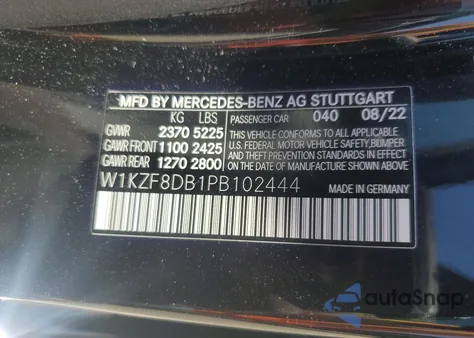 MFD BY MERCEDES-BENZ AG STUTTGART
KG LBS PASSENGER CAR 040 08/22
GVWR 2370 5225 THIS VEHICLE CONFORMS TO ALL APPLICABLE
GAWR FRONT 1100 2425 U.S. FEDERAL MOTOR VEHICLE SAFETY, BUMPER
GAWR REAR 1270 2800 AND THEFT PREVENTION STANDARDS IN EFFECT ON THE DATE OF MANUFACTURE SHOWN ABOVE
W1KZF8DB1PB102444
MADE IN GERMANY
autoSnap